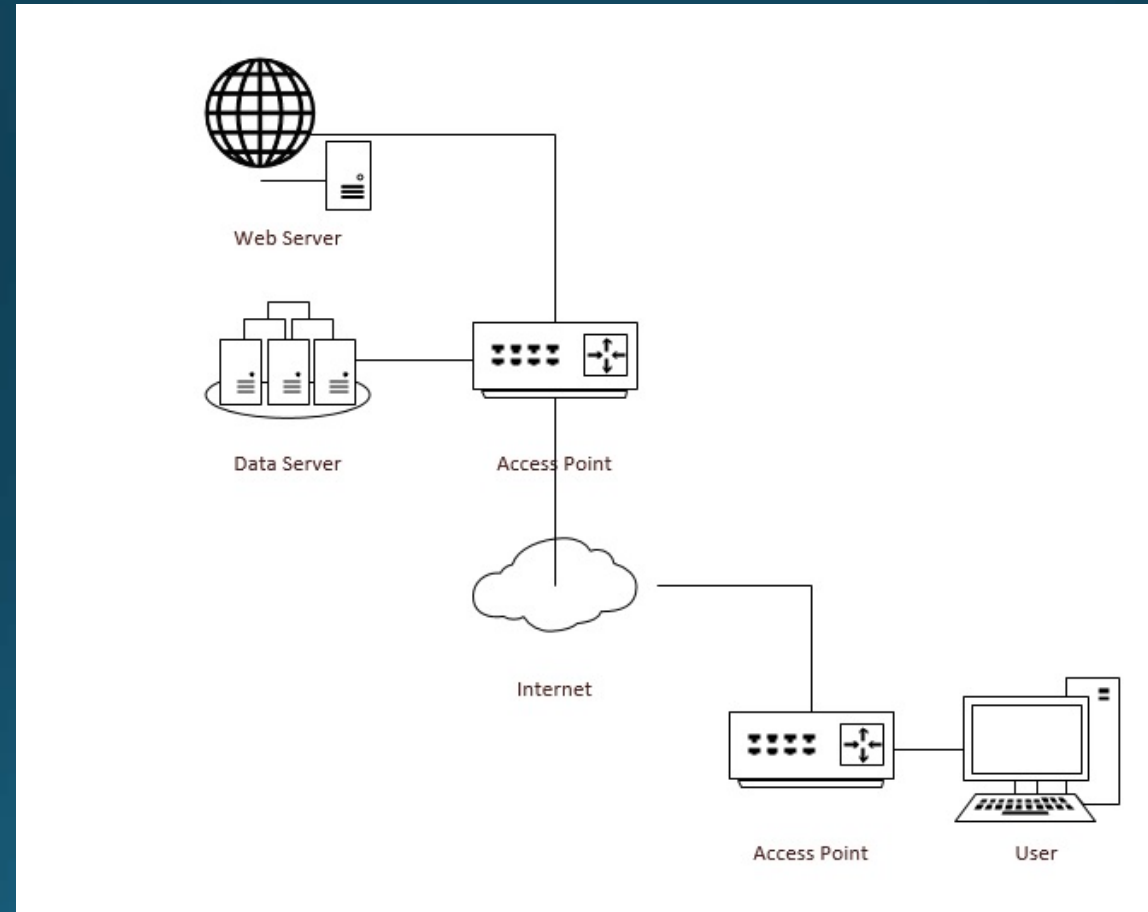 Web Server
Data Server
Access Point
Internet
Access Point
User